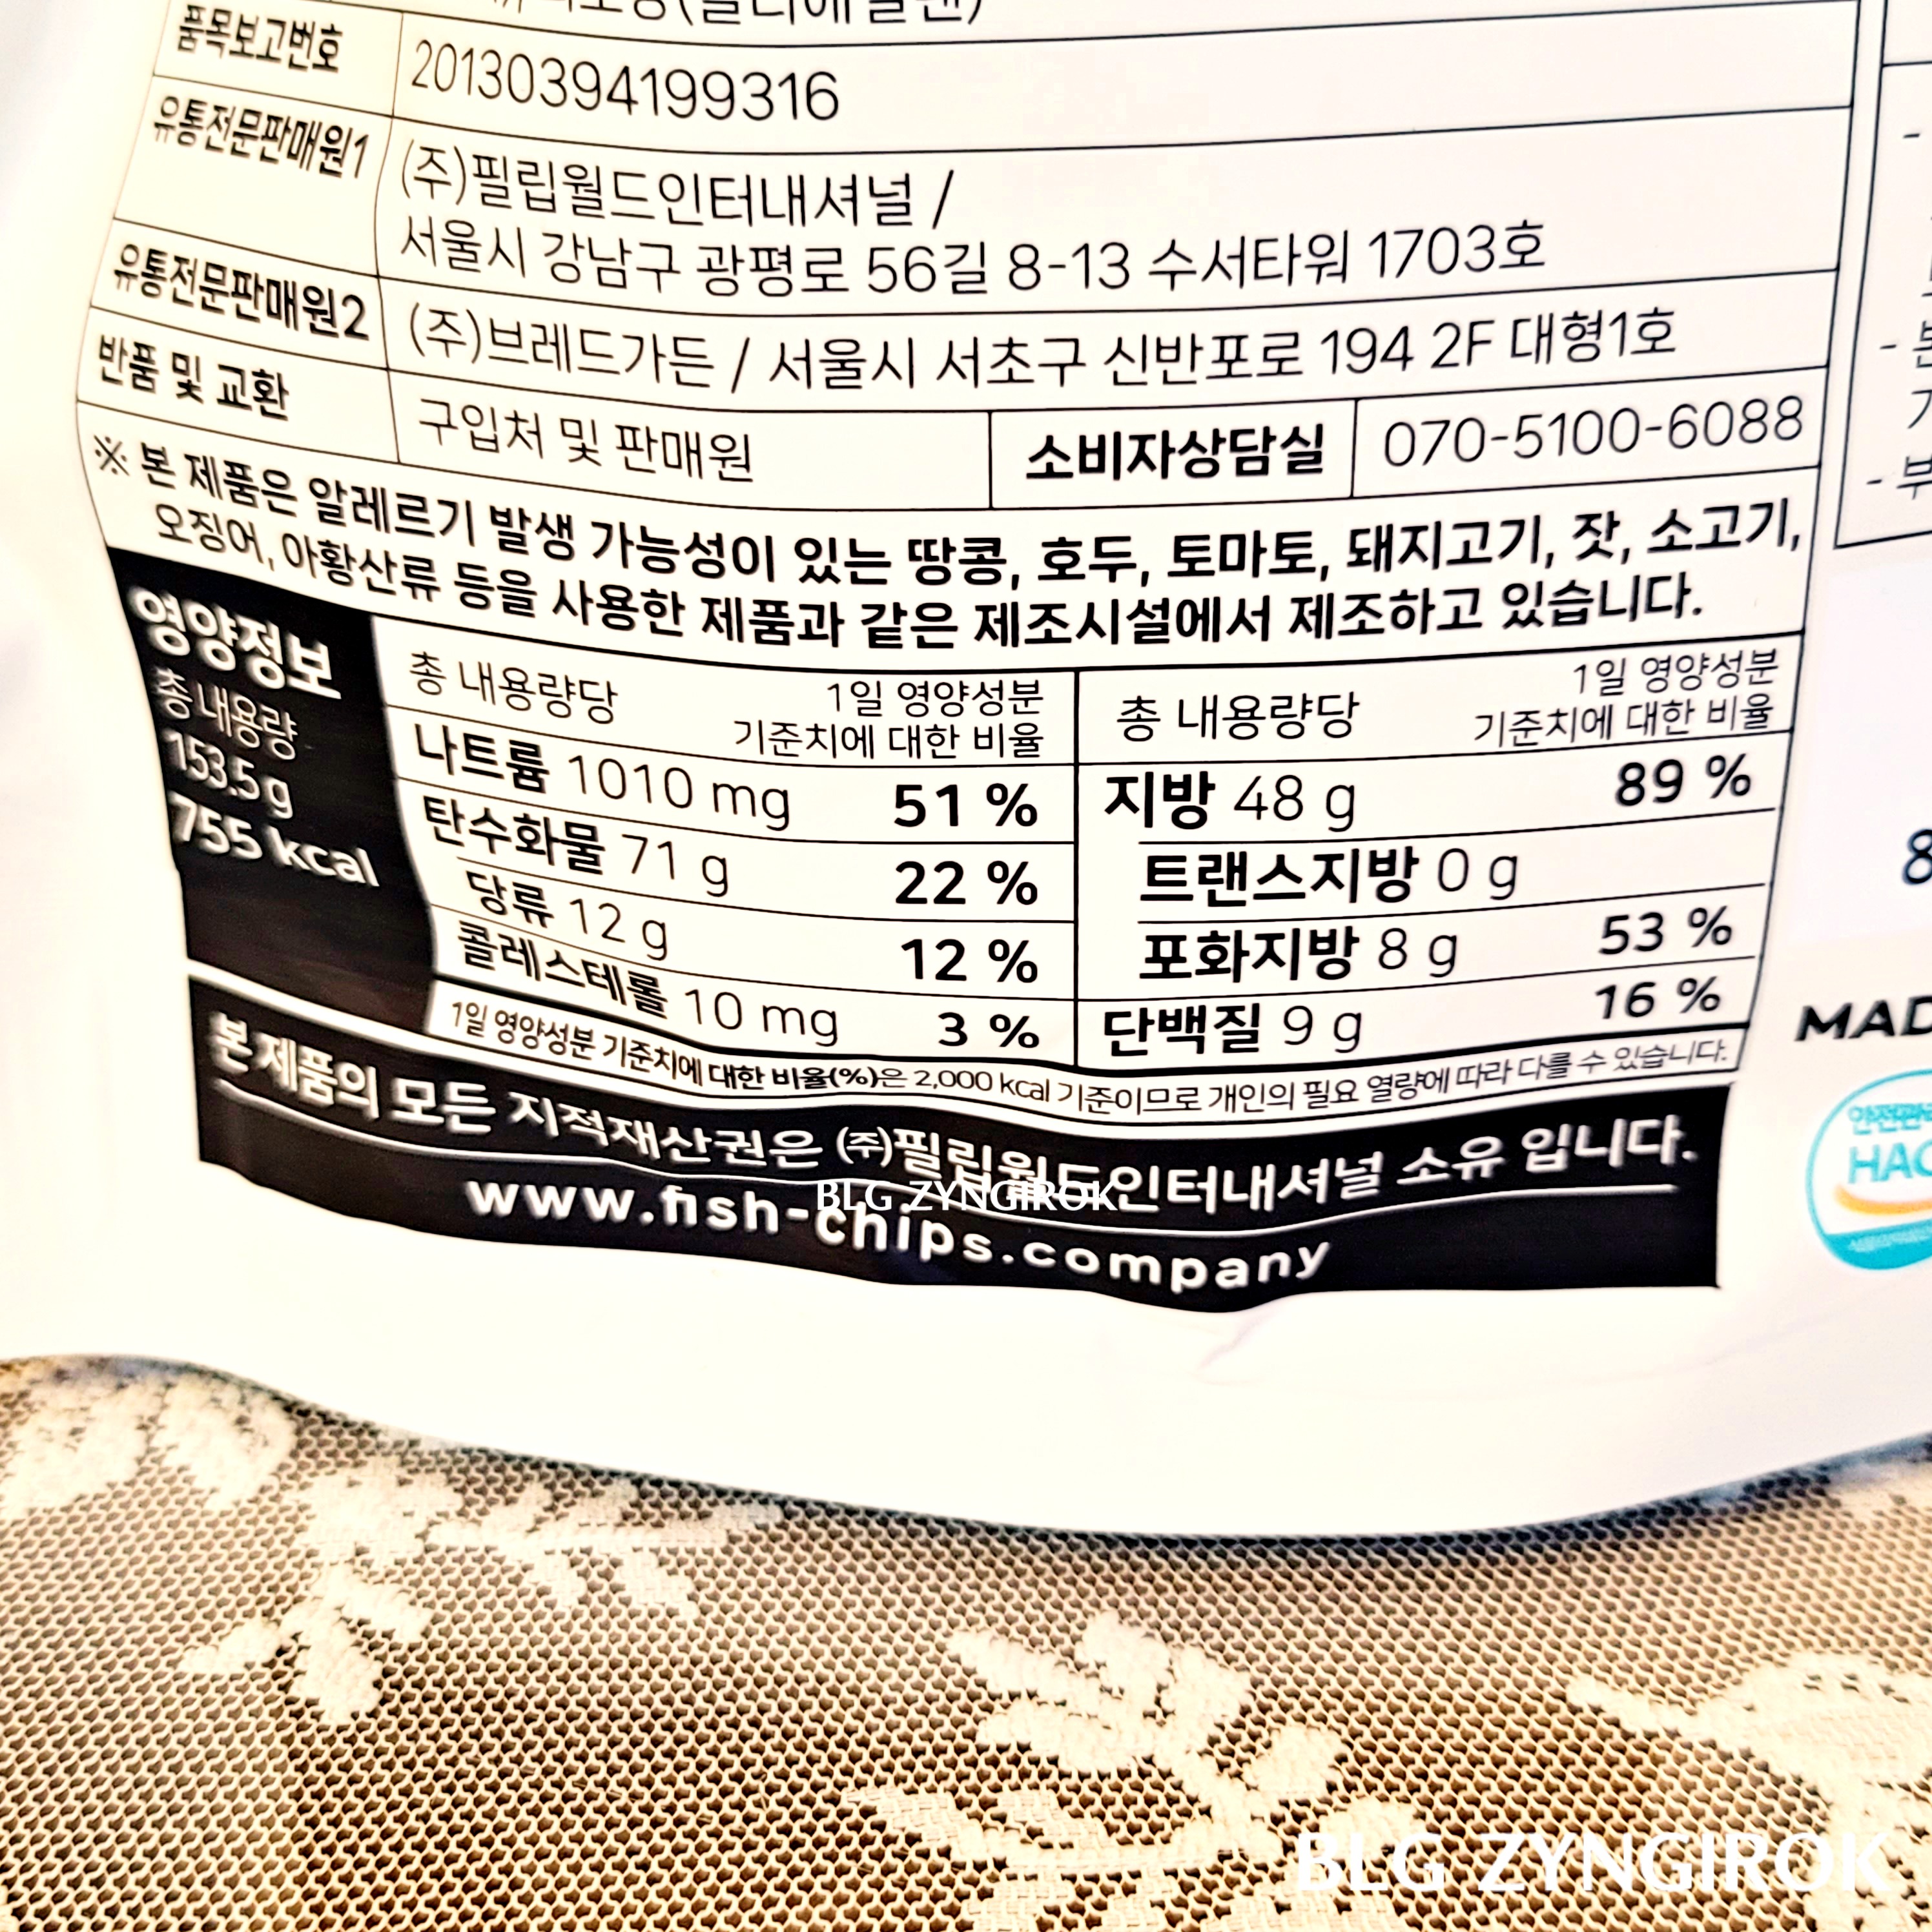 품목보고번호 20130394199316
유통전문판매원1 (주)필립월드인터내셔널 /
서울시 강남구 광평로 56길 8-13 수서타워 1703호
유통전문판매원2 (주)브레드가든 / 서울시 서초구 신반포로 194 2F 대형1호
반품 및 교환 구입처 및 판매원 소비자상담실 070-5100-6088
※ 본 제품은 알레르기 발생 가능성이 있는 땅콩, 호두, 토마토, 돼지고기, 잣, 소고기,
오징어, 아황산류 등을 사용한 제품과 같은 제조시설에서 제조하고 있습니다.
영양정보
총 내용량
153.5 g
755 kcal
총 내용량당 1일 영양성분
기준치에 대한 비율
나트륨 1010 mg 51 %
탄수화물 71 g 22 %
당류 12 g 12 %
콜레스테롤 10 mg 3 %
총 내용량당 1일 영양성분
기준치에 대한 비율
지방 48 g 89 %
트랜스지방 0 g
포화지방 8 g 53 %
단백질 9 g 16 %
1일 영양성분 기준치에 대한 비율(%)은 2,000 kcal 기준이므로 개인의 필요 열량에 따라 다를 수 있습니다.
본 제품의 모든 지적재산권은 (주)필립월드인터내셔널 소유 입니다.
www.fish-chips.company
BLG ZYNGIROK
MAD
HAC
BLG ZYNGIROK